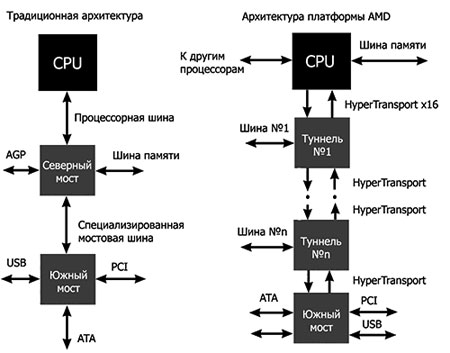 Традиционная архитектура
CPU
Процессорная шина
AGP
Северный
мост
Шина памяти
Специализированная
мостовая шина
USB
Южный
мост
PCI
ATA
Архитектура платформы AMD
К другим
процессорам
CPU
Шина памяти
HyperTransport x16
Шина №1
Туннель
№1
HyperTransport
HyperTransport
Шина №n
Туннель
№n
HyperTransport
ATA
Южный
мост
PCI
USB